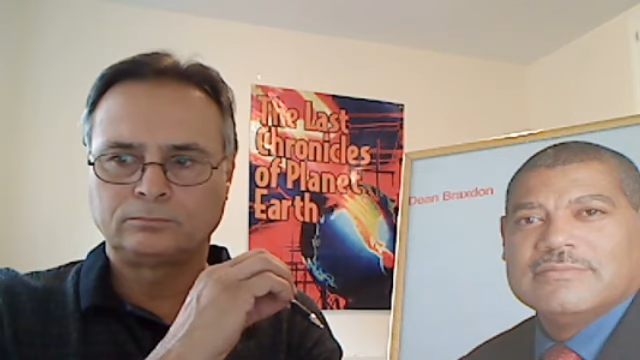 The Last
Chronicles
of Planet
Earth
Dean Braxdon